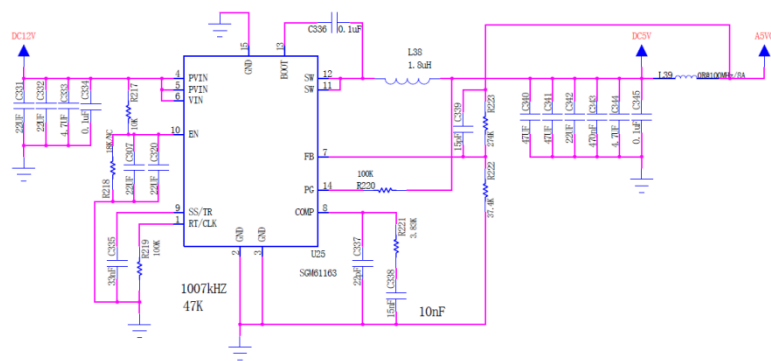 DC12V
C331
22UF
C332
22UF
C333
4.7UF
C334
0.1uF
R217
10K
R218
18K/NC
C307
22UF
C320
22UF
C335
33nF
R219
100K
15
GND
13
BOOT
4
PVIN
5
PVIN
6
VIN
10
EN
9
SS/TR
1
RT/CLK
SW
12
SW
11
FB
7
PG
14
COMP
8
GND
2
GND
3
U25
SGM61163
1007kHZ
47K
C336
0.1uF
L38
1.8uH
C339
15pF
R223
274K
100K
R220
R222
37.4K
C337
22pF
R221
3.83K
C338
15nF
10nF
DC5V
L39
0R@100MHz/8A
C340
47UF
C341
47UF
C342
22UF
C343
470nF
C344
4.7UF
C345
0.1uF